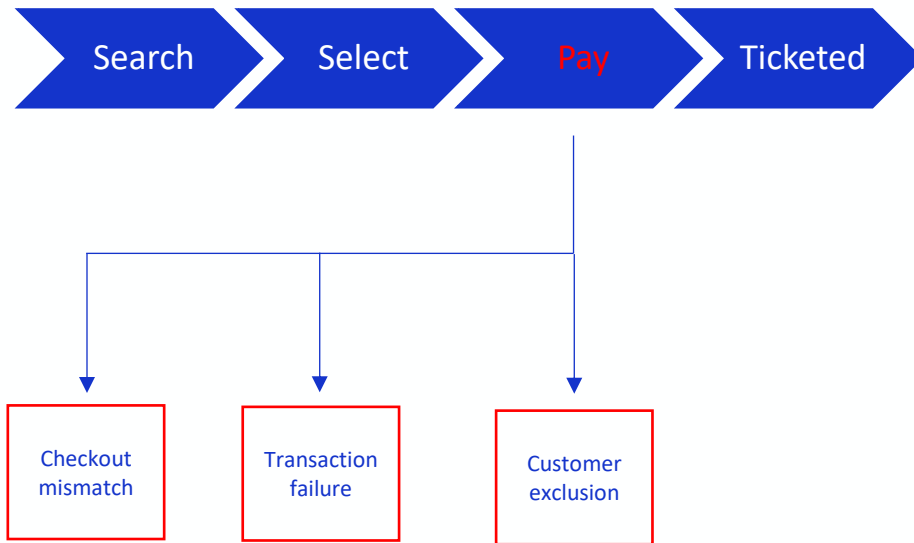 Search
Select
Pay
Ticketed
Checkout
mismatch
Transaction
failure
Customer
exclusion